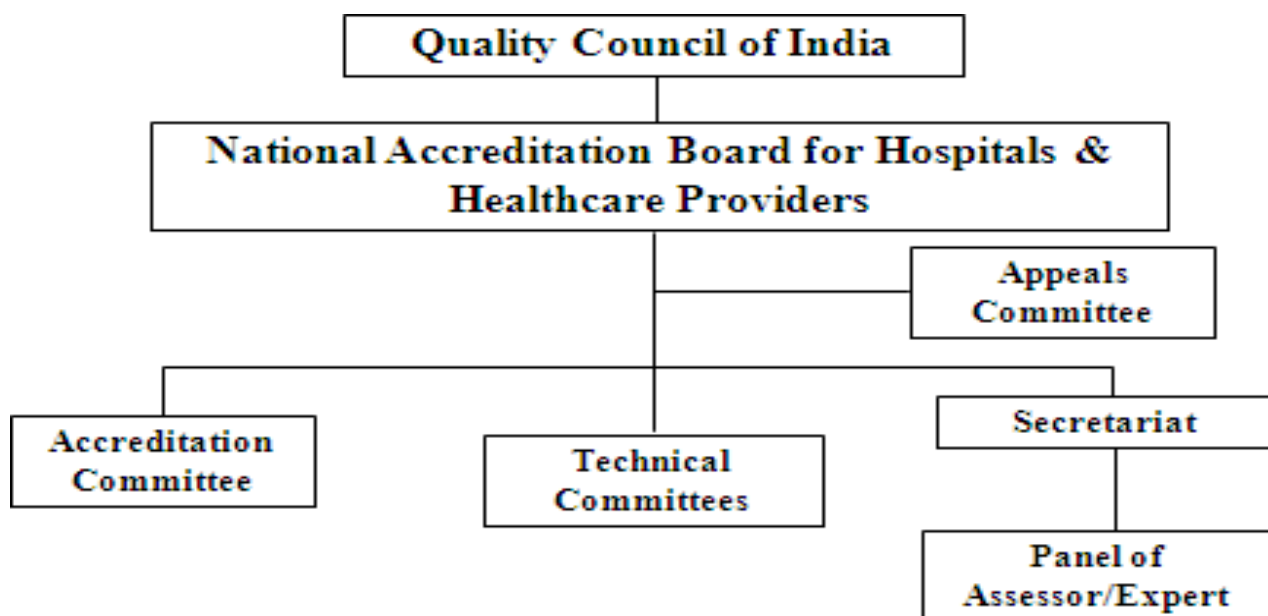 Quality Council of India
National Accreditation Board for Hospitals &
Healthcare Providers
Appeals
Committee
Accreditation
Committee
Technical
Committees
Secretariat
Panel of
Assessor/Expert